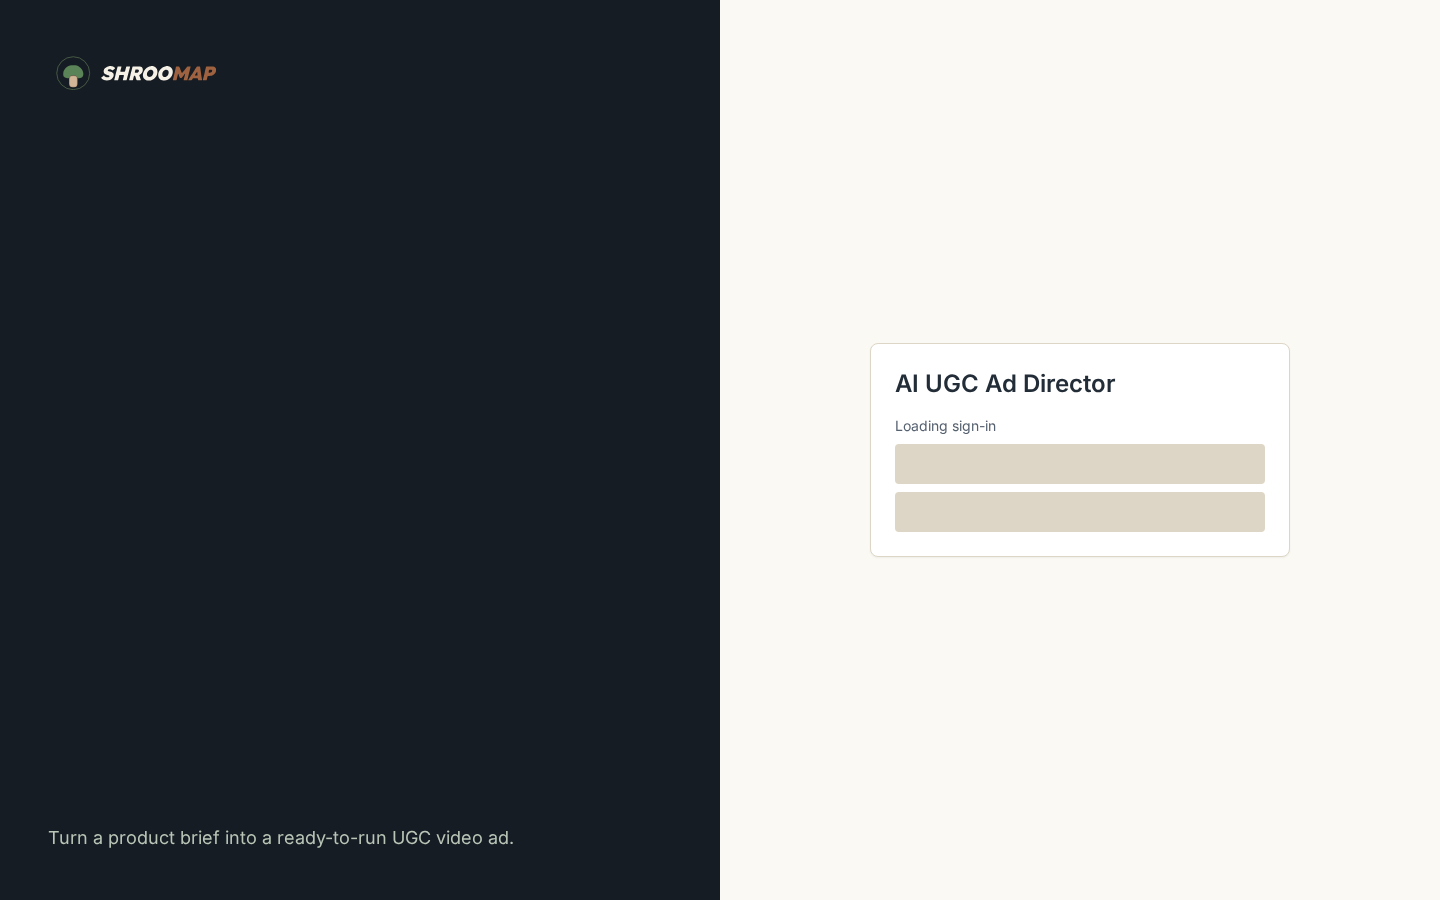 SHROOMAP
Turn a product brief into a ready-to-run UGC video ad.
AI UGC Ad Director
Loading sign-in